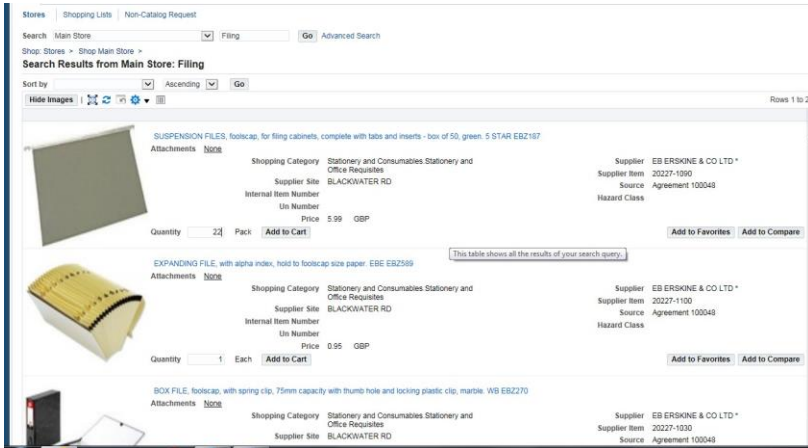 Stores Shopping Lists Non-Catalog Request
Search Main Store Filing Go Advanced Search
Shop: Stores > Shop Main Store >
Search Results from Main Store: Filing
Sort by Ascending Go
Hide Images Rows 1 to 2
SUSPENSION FILES, foolscap, for filing cabinets, complete with tabs and inserts - box of 50, green. 5 STAR EBZ187
Attachments None
Shopping Category Stationery and Consumables.Stationery and Supplier EB ERSKINE & CO LTD *
Office Requisites Supplier Item 20227-1090
Supplier Site BLACKWATER RD Source Agreement 100048
Internal Item Number Hazard Class
Un Number
Price 5.99 GBP
Quantity 22 Pack Add to Cart Add to Favorites Add to Compare
This table shows all the results of your search query.
EXPANDING FILE, with alpha index, hold to foolscap size paper. EBE EBZ589
Attachments None
Shopping Category Stationery and Consumables.Stationery and Supplier EB ERSKINE & CO LTD *
Office Requisites Supplier Item 20227-1100
Supplier Site BLACKWATER RD Source Agreement 100048
Internal Item Number Hazard Class
Un Number
Price 0.95 GBP
Quantity 1 Each Add to Cart Add to Favorites Add to Compare
BOX FILE, foolscap, with spring clip, 75mm capacity with thumb hole and locking plastic clip, marble. WB EBZ270
Attachments None
Shopping Category Stationery and Consumables.Stationery and Supplier EB ERSKINE & CO LTD *
Office Requisites Supplier Item 20227-1030
Supplier Site BLACKWATER RD Source Agreement 100048